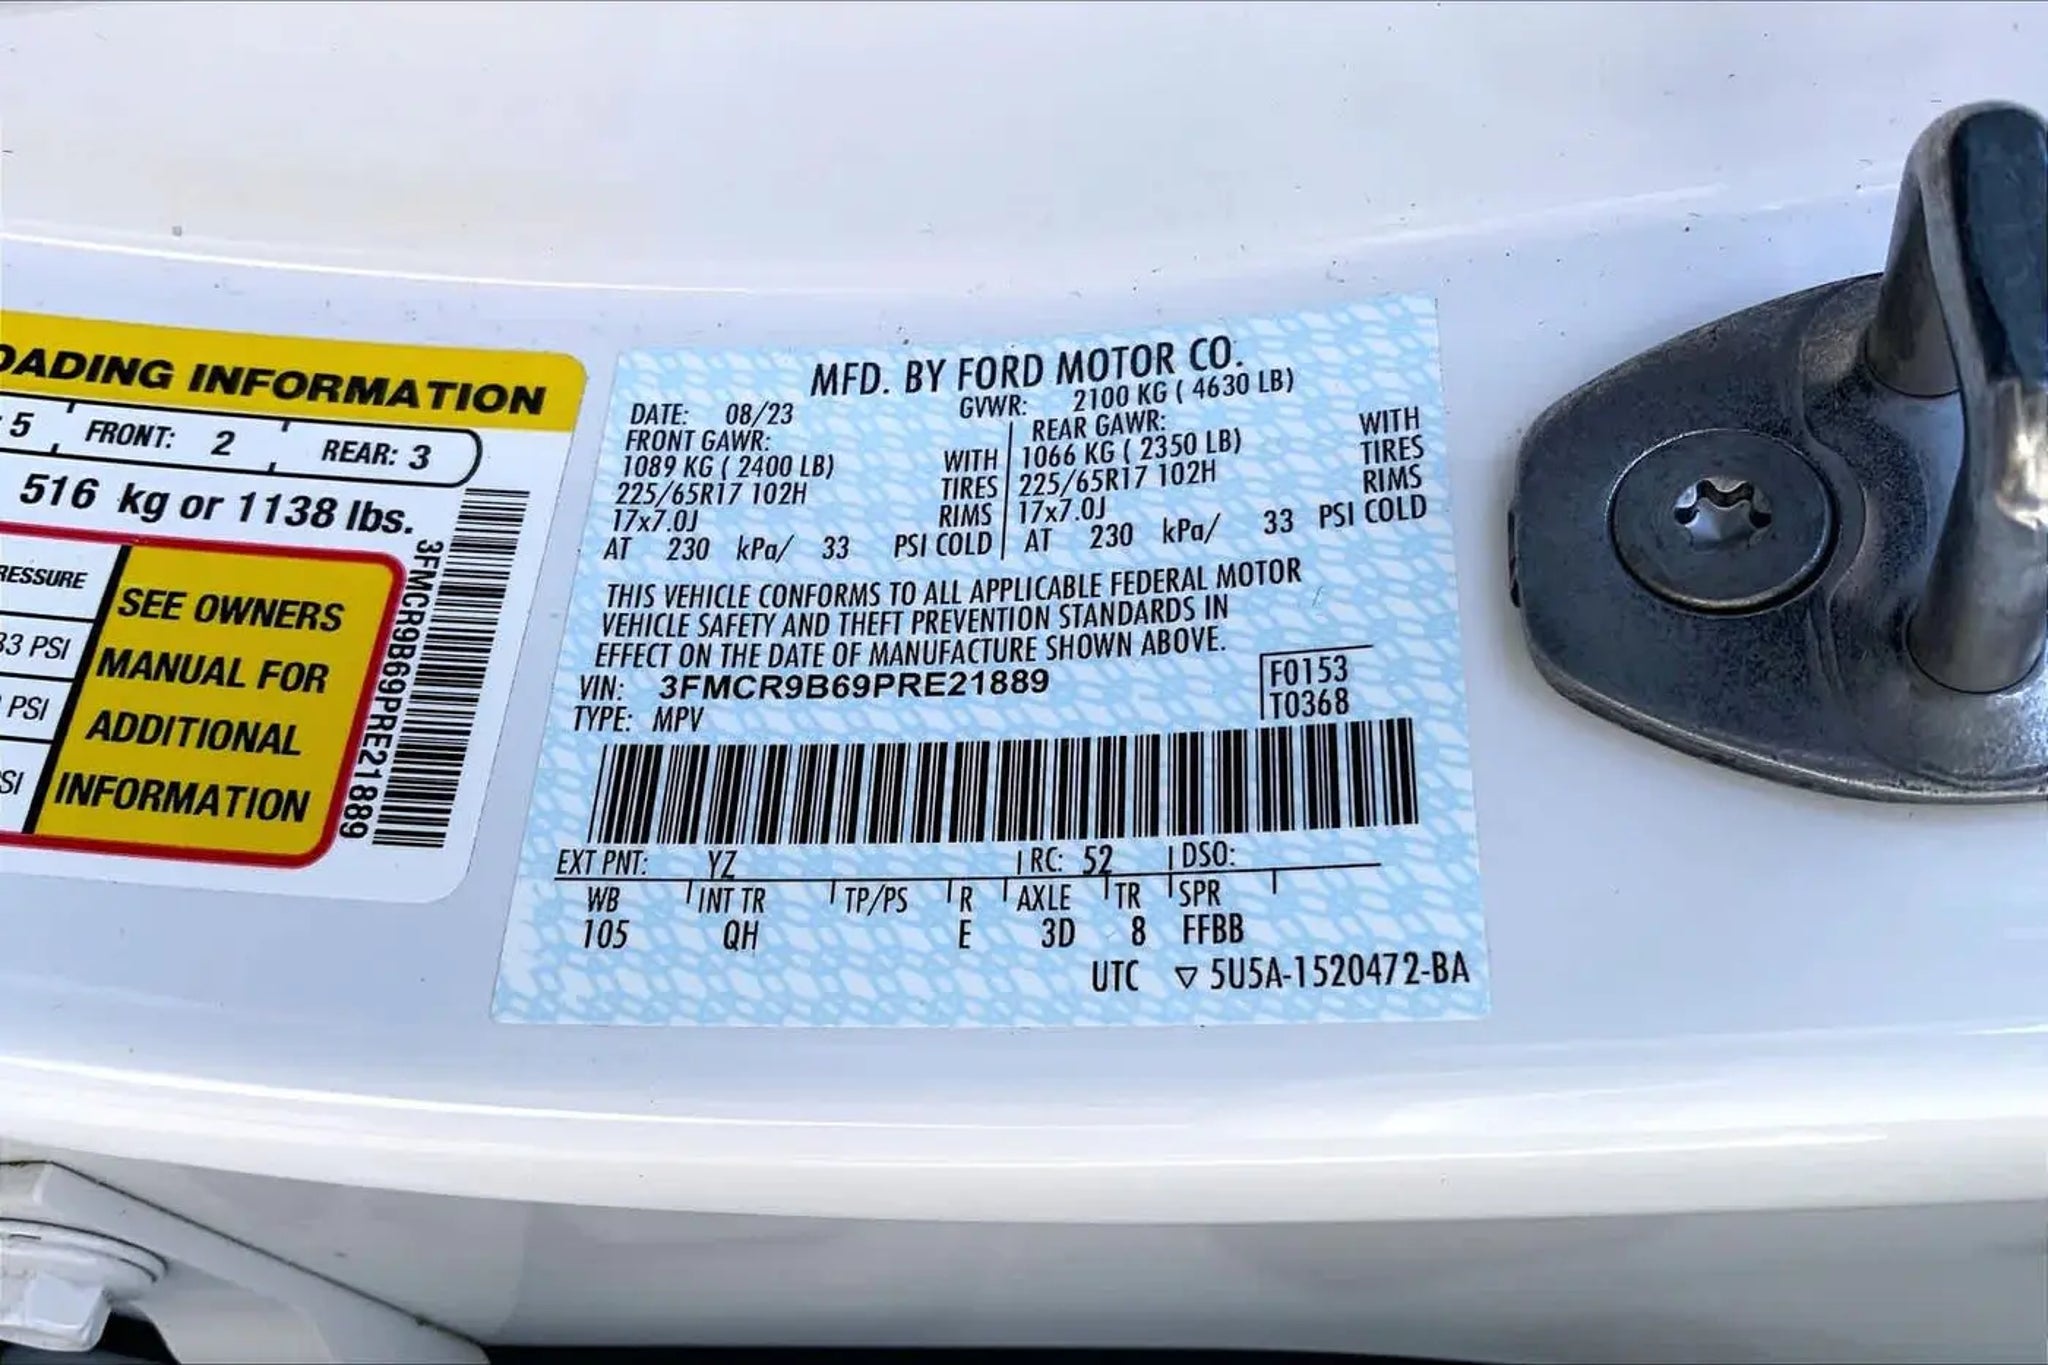 OADING INFORMATION
5 FRONT: 2 REAR: 3
516 kg or 1138 lbs.
RESSURE
33 PSI
PSI
SI
SEE OWNERS
MANUAL FOR
ADDITIONAL
INFORMATION
3FMCR9B69PRE21889
MFD. BY FORD MOTOR CO.
DATE: 08/23 GVWR: 2100 KG ( 4630 LB)
FRONT GAWR: REAR GAWR: WITH
1089 KG ( 2400 LB) WITH 1066 KG ( 2350 LB) TIRES
225/65R17 102H TIRES 225/65R17 102H RIMS
17x7.0J RIMS 17x7.0J
AT 230 kPa/ 33 PSI COLD AT 230 kPa/ 33 PSI COLD
THIS VEHICLE CONFORMS TO ALL APPLICABLE FEDERAL MOTOR
VEHICLE SAFETY AND THEFT PREVENTION STANDARDS IN
EFFECT ON THE DATE OF MANUFACTURE SHOWN ABOVE.
VIN: 3FMCR9B69PRE21889 F0153
TYPE: MPV T0368
EXT PNT: YZ RC: 52 DSO:
WB INT TR TP/PS R AXLE TR SPR
105 QH E 3D 8 FFBB
UTC ▽ 5U5A-1520472-BA